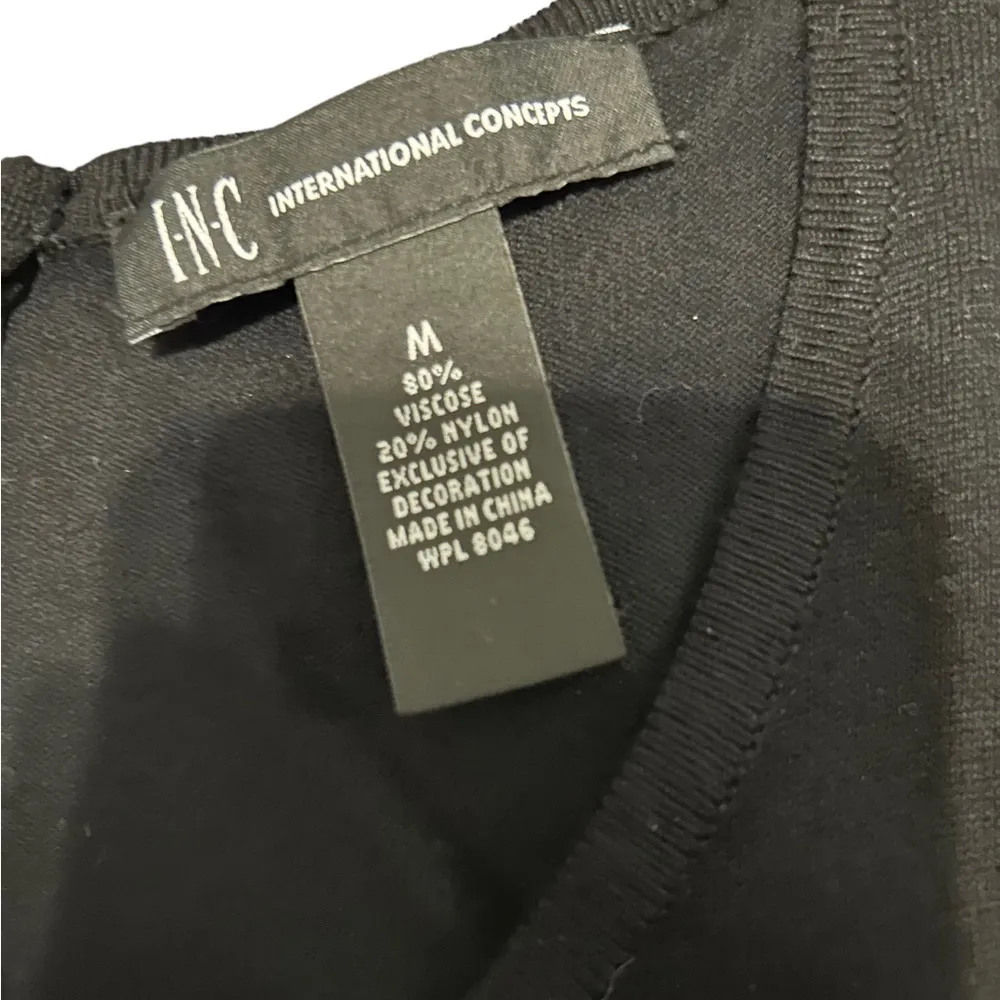 I·N·C INTERNATIONAL CONCEPTS
M
80%
VISCOSE
20% NYLON
EXCLUSIVE OF
DECORATION
MADE IN CHINA
WPL 8046